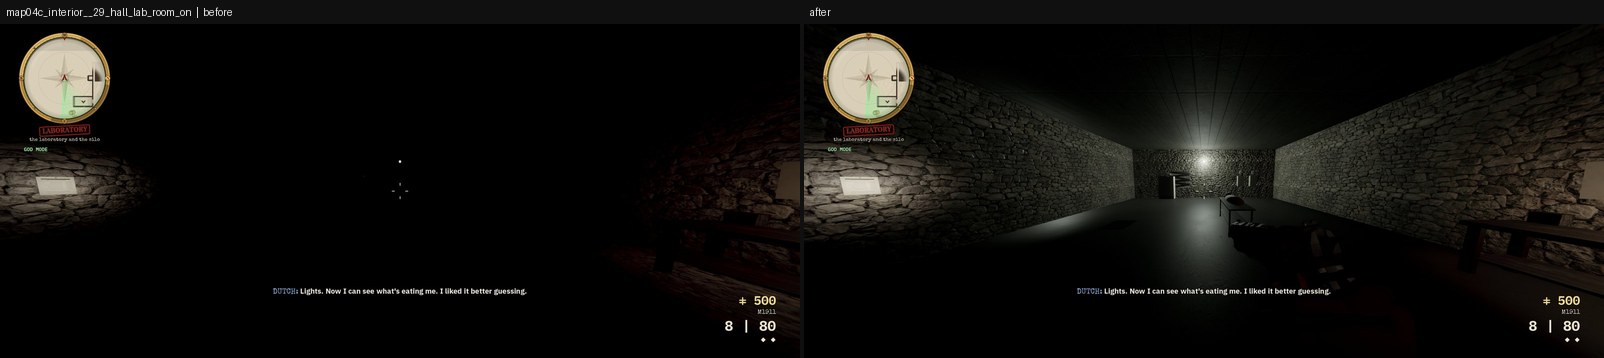 map04c_interior__29_hall_lab_room_on | before
after
LABORATORY
the laboratory and the silo
GOD MODE
DUTCH: Lights. Now I can see what's eating me. I liked it better guessing.
500
M1911
8 | 80
LABORATORY
the laboratory and the silo
GOD MODE
DUTCH: Lights. Now I can see what's eating me. I liked it better guessing.
500
M1911
8 | 80